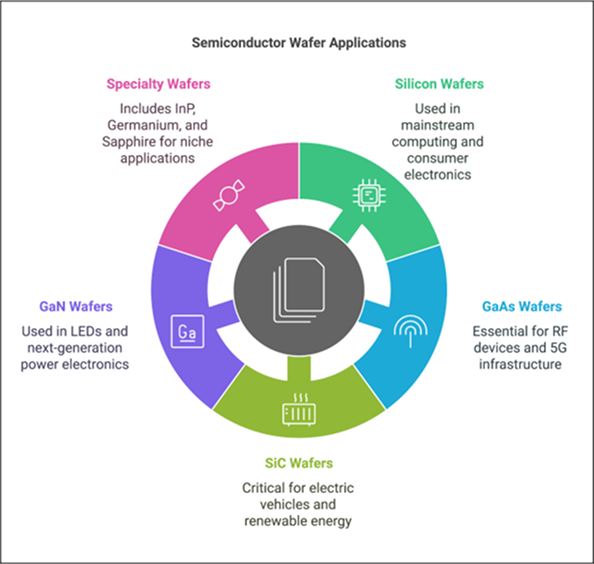 Semiconductor Wafer Applications
Specialty Wafers
Includes InP,
Germanium, and
Sapphire for niche
applications
Silicon Wafers
Used in
mainstream
computing and
consumer
electronics
GaN Wafers
Used in LEDs and
next-generation
power electronics
Ga
GaAs Wafers
Essential for RF
devices and 5G
infrastructure
SiC Wafers
Critical for electric
vehicles and
renewable energy